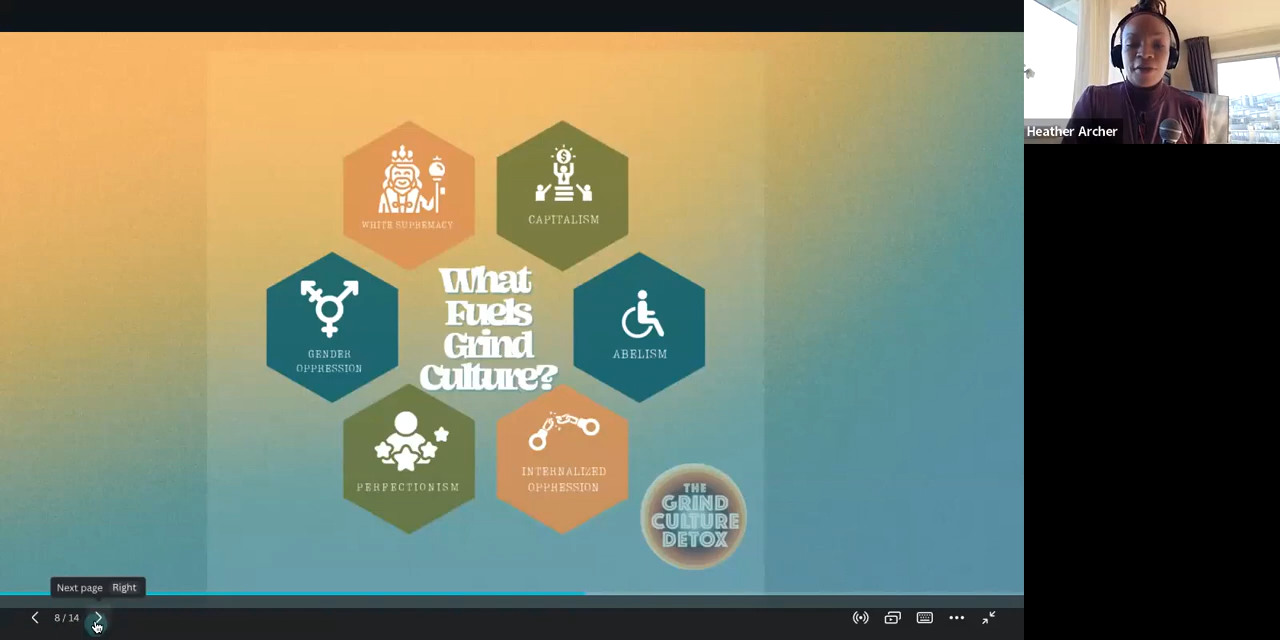 Heather Archer
WHITE SUPREMACY
CAPITALISM
$
What
Fuels
Grind
Culture?
GENDER
OPPRESSION
ABELISM
PERFECTIONISM
INTERNALIZED
OPPRESSION
THE
GRIND
CULTURE
DETOX
Next page Right
8 / 14